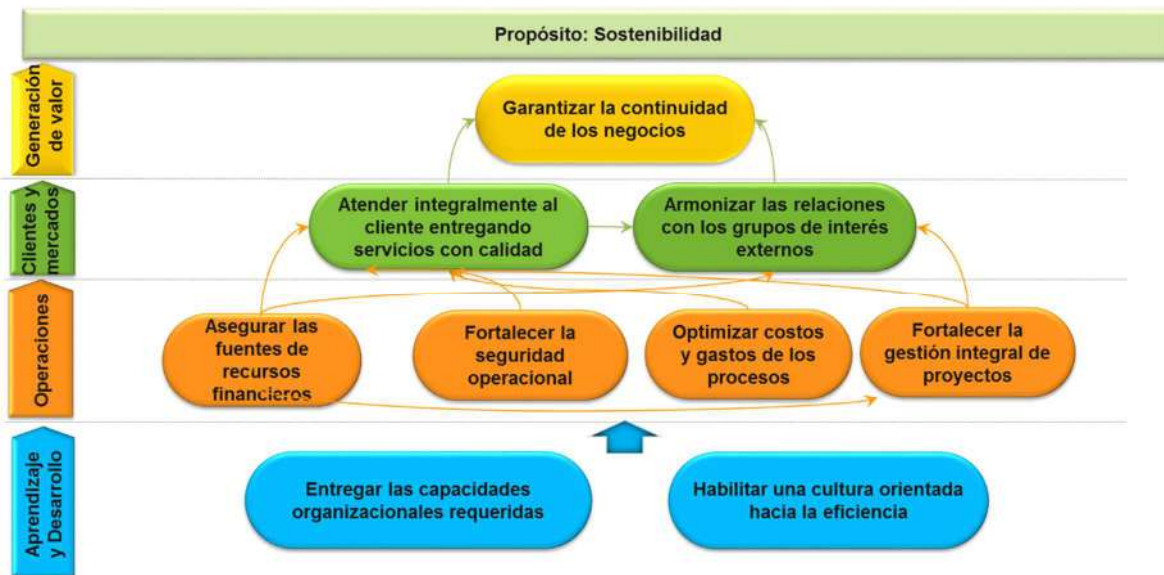 Propósito: Sostenibilidad
Generación
de valor
Garantizar la continuidad
de los negocios
Clientes y
mercados
Atender integralmente al
cliente entregando
servicios con calidad
Armonizar las relaciones
con los grupos de interés
externos
Operaciones
Asegurar las
fuentes de
recursos
financieros
Fortalecer la
seguridad
operacional
Optimizar costos
y gastos de los
procesos
Fortalecer la
gestión integral de
proyectos
Aprendizaje
y Desarrollo
Entregar las capacidades
organizacionales requeridas
Habilitar una cultura orientada
hacia la eficiencia